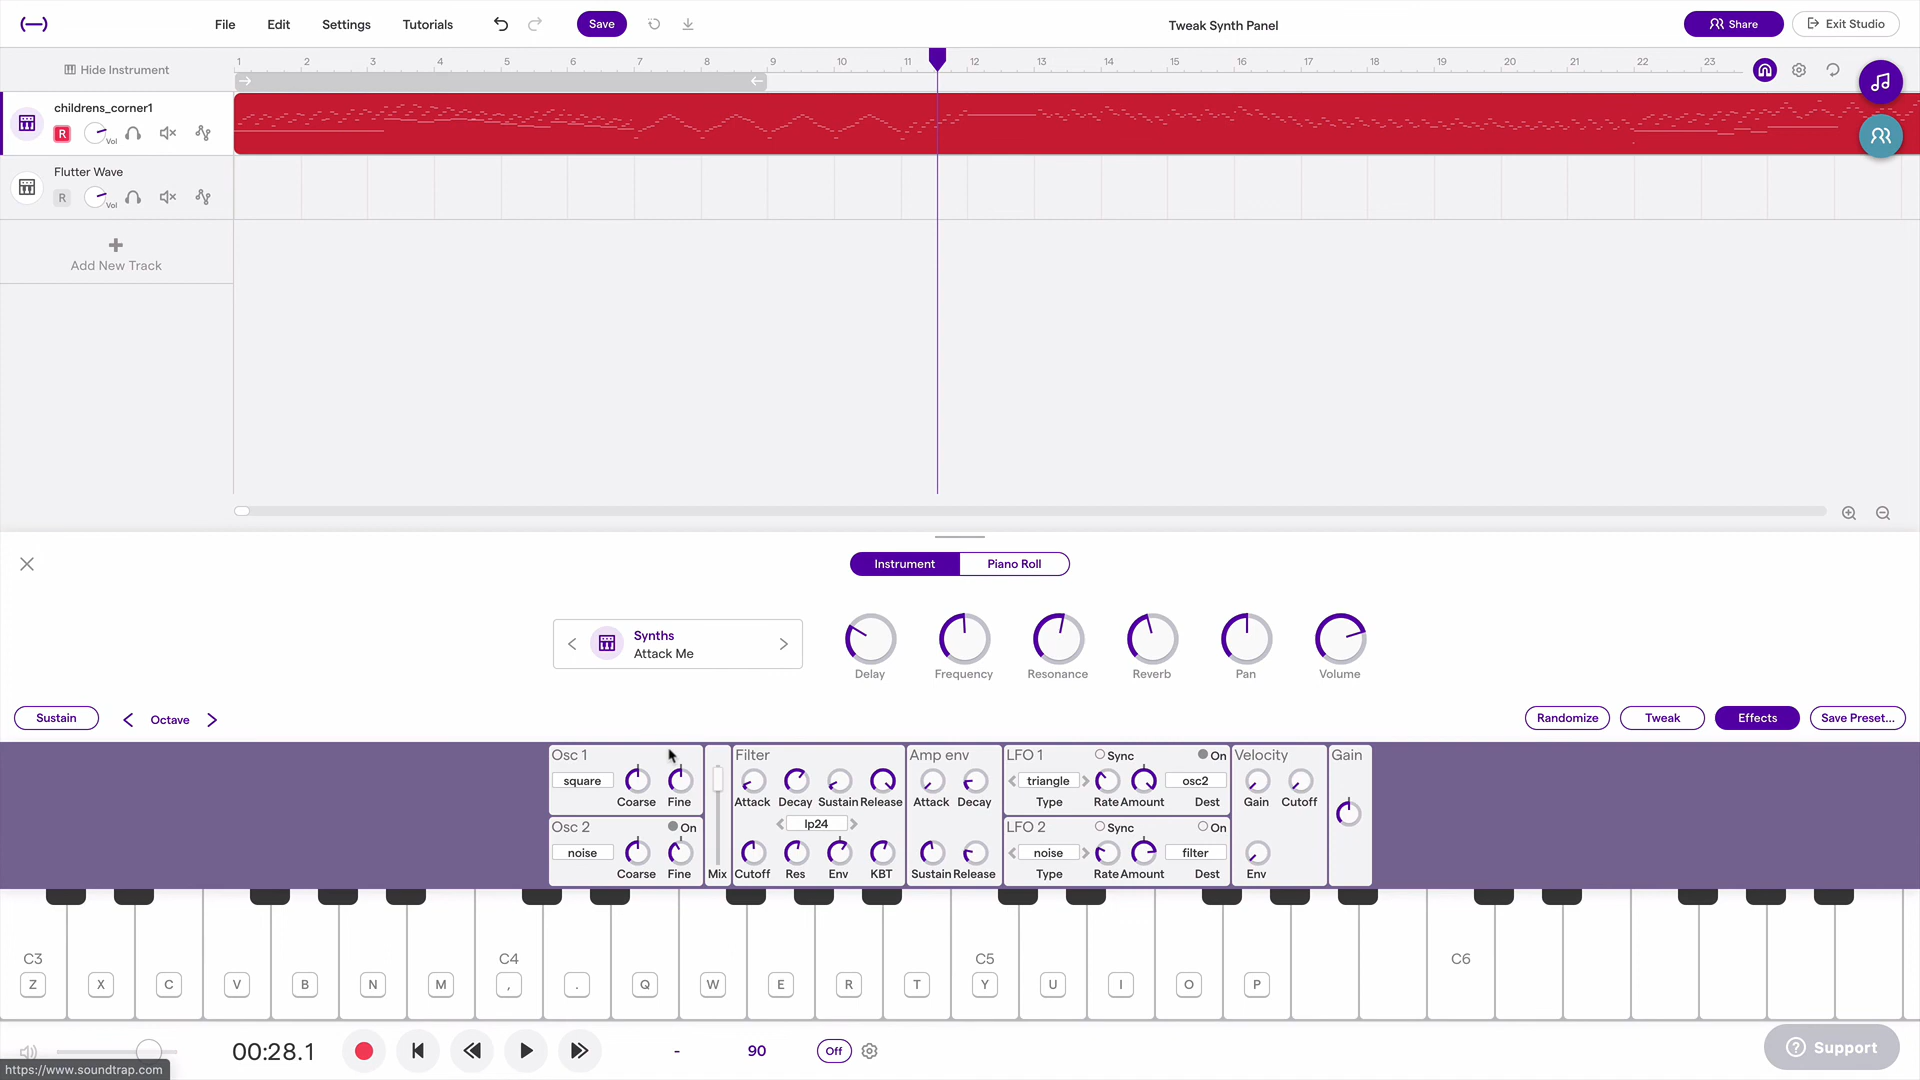 File Edit Settings Tutorials Save Tweak Synth Panel Share Exit Studio
Hide Instrument 1 2 3 4 5 6 7 8 9 10 11 12 13 14 15 16 17 18 19 20 21 22 23
childrens_corner1
R Vol
Flutter Wave
R Vol
Add New Track
Instrument Piano Roll
Synths
Attack Me
Delay Frequency Resonance Reverb Pan Volume
Sustain Octave Randomize Tweak Effects Save Preset...
Osc 1 Filter Amp env LFO 1 Sync On Velocity Gain
square triangle osc2
Coarse Fine Attack Decay Sustain Release Attack Decay Type Rate Amount Dest Gain Cutoff
Osc 2 On lp24 LFO 2 Sync On
noise noise filter
Coarse Fine Mix Cutoff Res Env KBT Sustain Release Type Rate Amount Dest Env
C3 C4 C5 C6
Z X C V B N M , . Q W E R T Y U I O P
00:28.1 - 90 Off Support
https://www.soundtrap.com